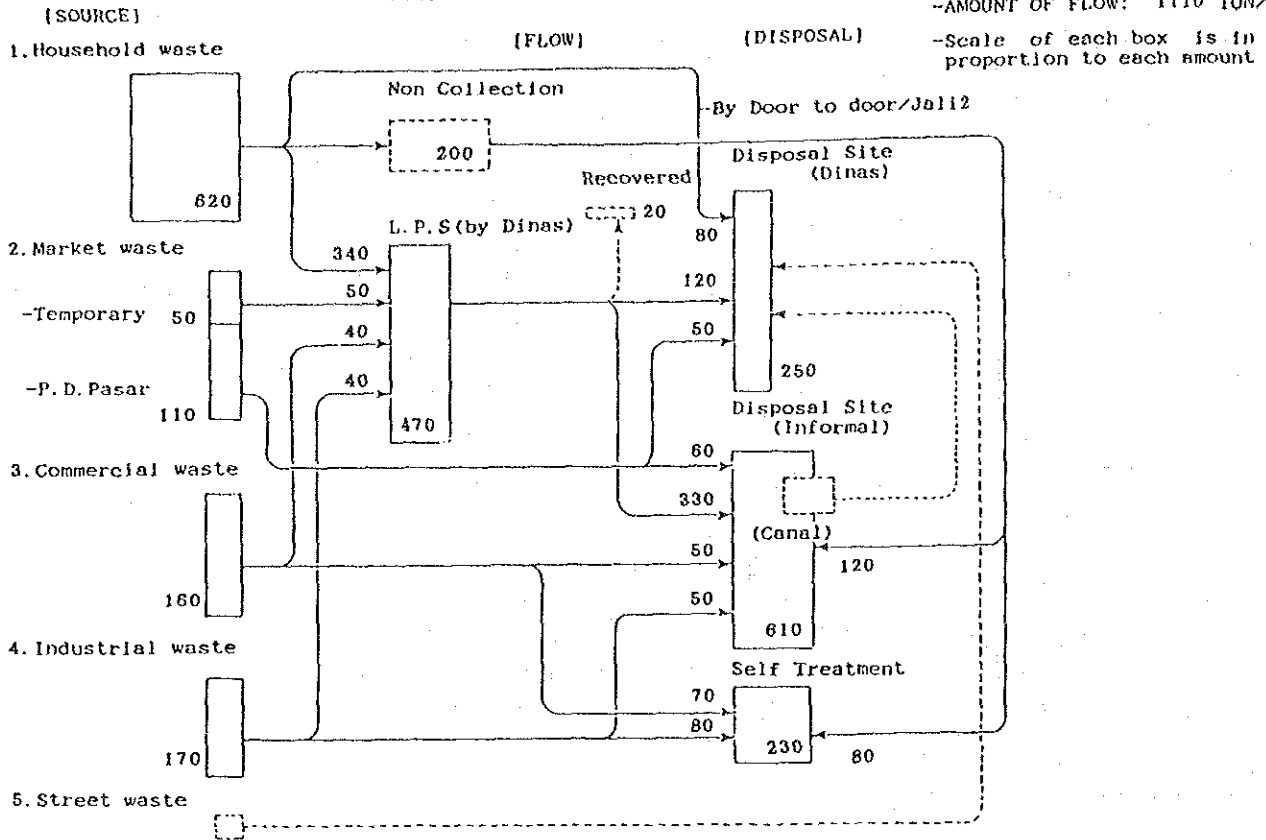 [SOURCE]
[FLOW]
[DISPOSAL]
-AMOUNT OF FLOW: 1110 TON/
-Scale of each box is in
proportion to each amount
1.Household waste
620
Non Collection
200
-By Door to door/Jali2
Recovered
20
L.P.S(by Dinas)
340
50
40
40
470
2.Market waste
-Temporary 50
-P.D.Pasar
110
3.Commercial waste
160
4.Industrial waste
170
5.Street waste
Disposal Site
(Dinas)
80
120
50
250
Disposal Site
(Informal)
60
330
(Canal)
50
120
50
610
Self Treatment
70
80
230
80